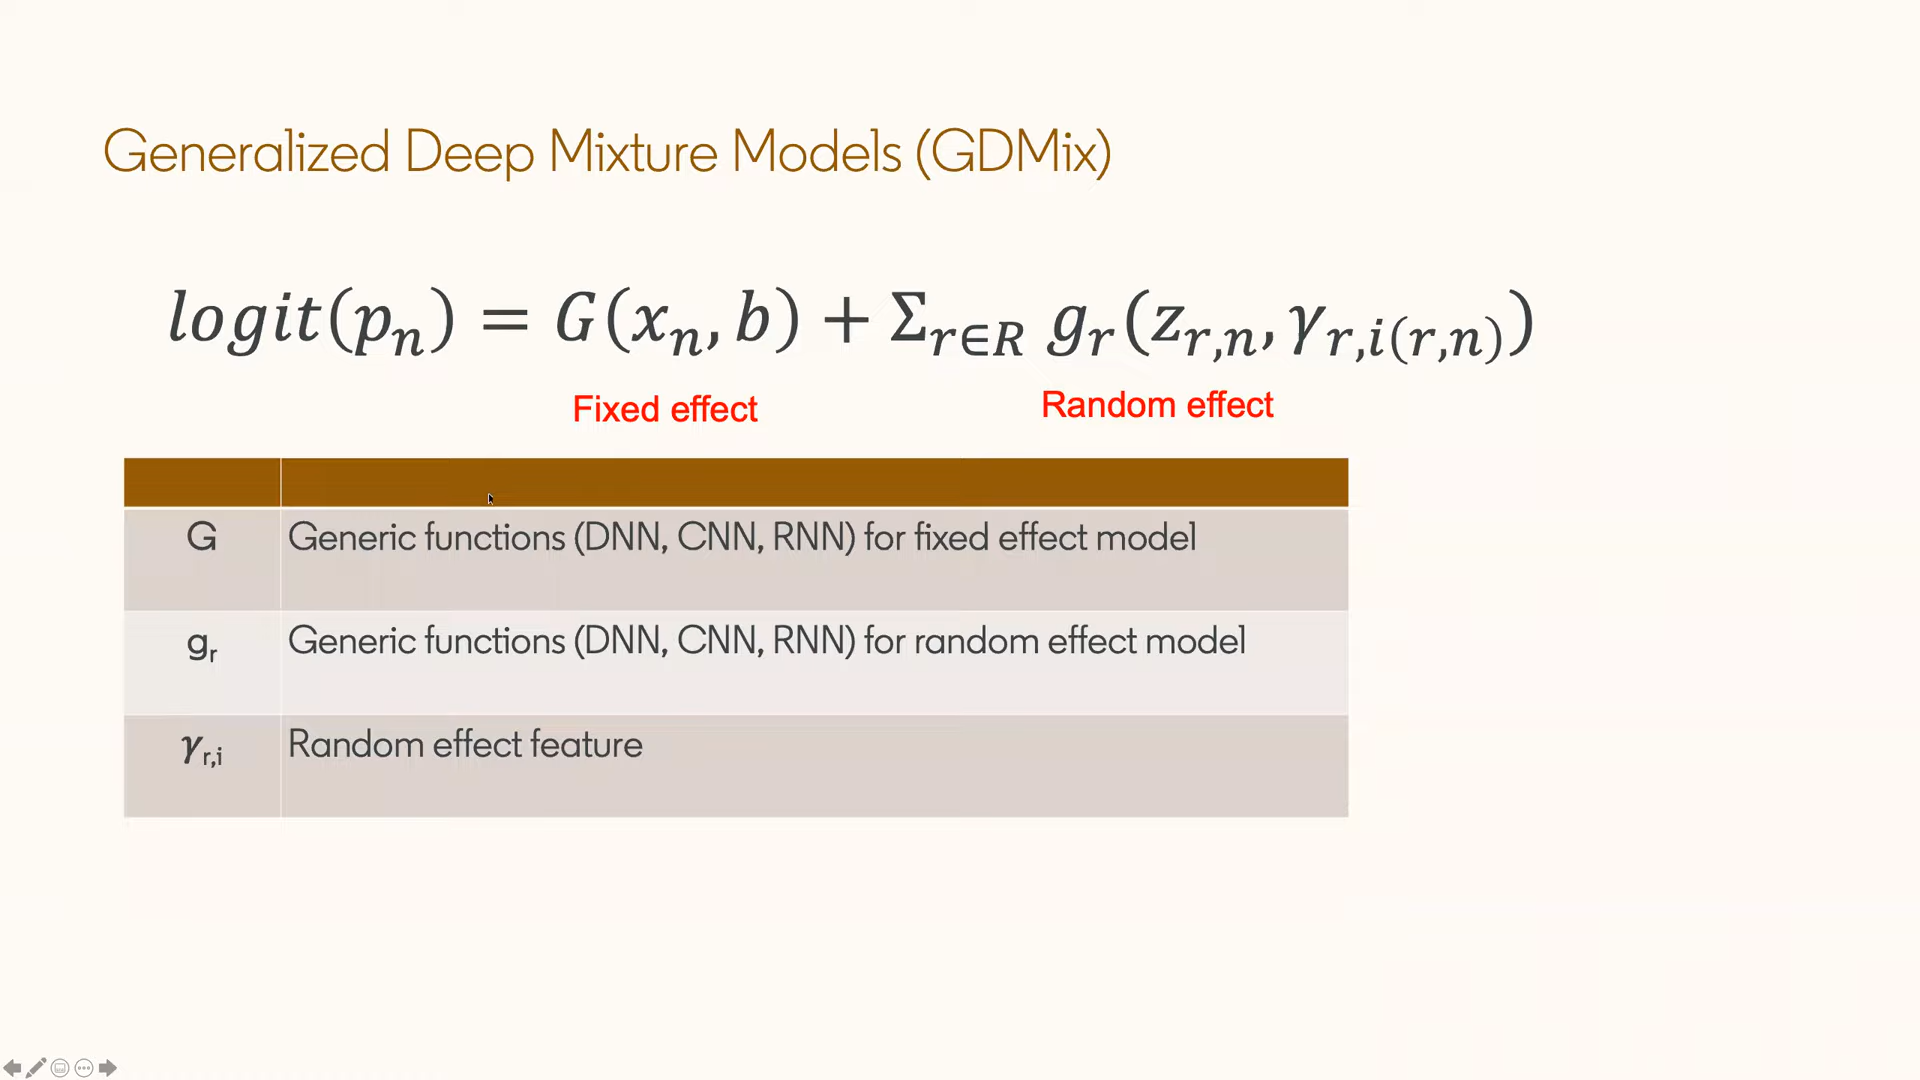 Generalized Deep Mixture Models (GDMix)
logit(pₙ) = G(xₙ, b) + Σ_{r∈R} g_r(z_{r,n}, γ_{r,i(r,n)})
Fixed effect
Random effect
G Generic functions (DNN, CNN, RNN) for fixed effect model
g_r Generic functions (DNN, CNN, RNN) for random effect model
γ_{r,i} Random effect feature